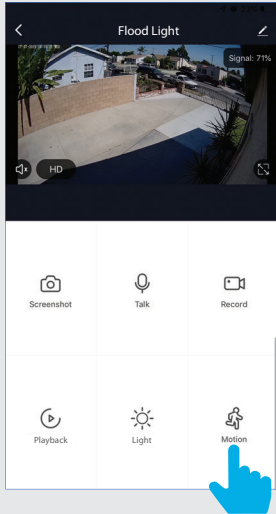 Flood Light
Signal: 71%
HD
Screenshot
Talk
Record
Playback
Light
Motion